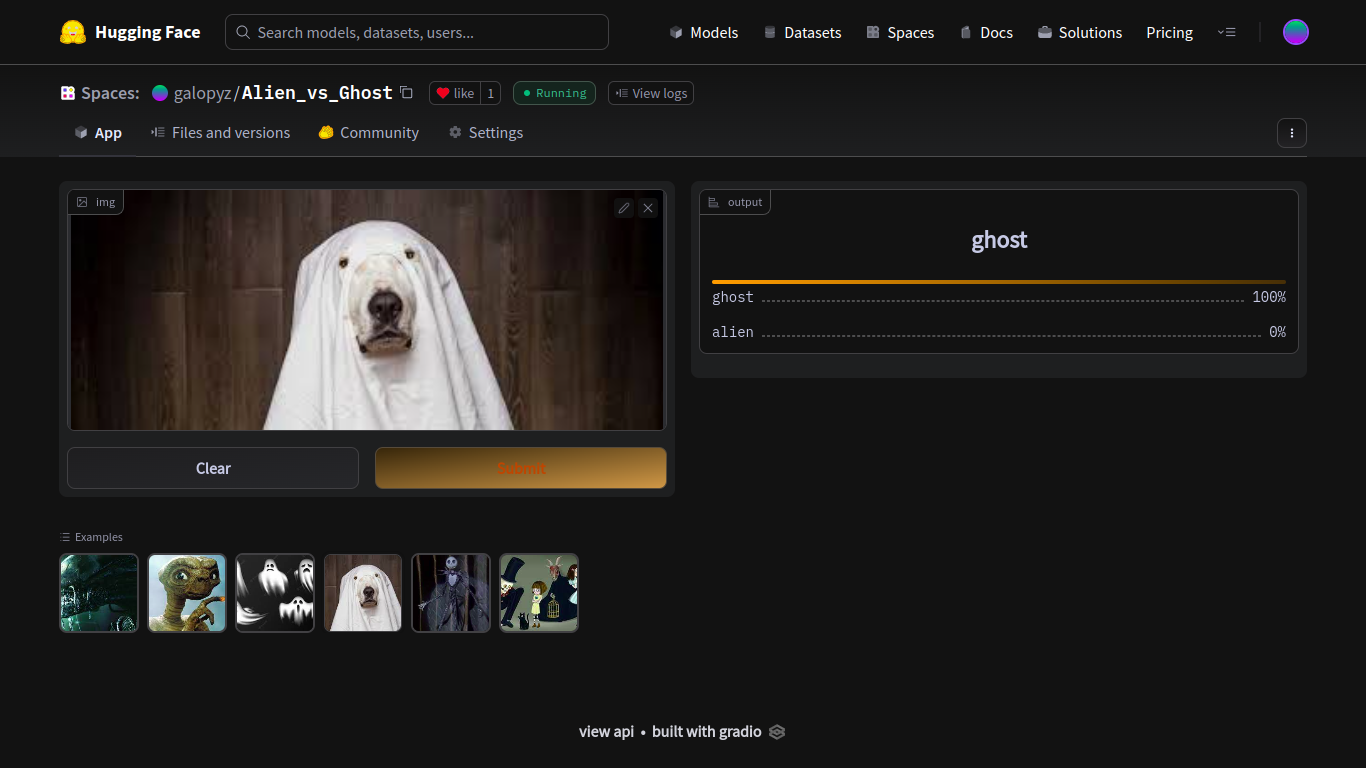 Hugging Face
Search models, datasets, users...
Models
Datasets
Spaces
Docs
Solutions
Pricing
Spaces:
galopyz/Alien_vs_Ghost
like
1
Running
View logs
App
Files and versions
Community
Settings
img
Clear
Submit
output
ghost
ghost 100%
alien 0%
Examples
view api • built with gradio